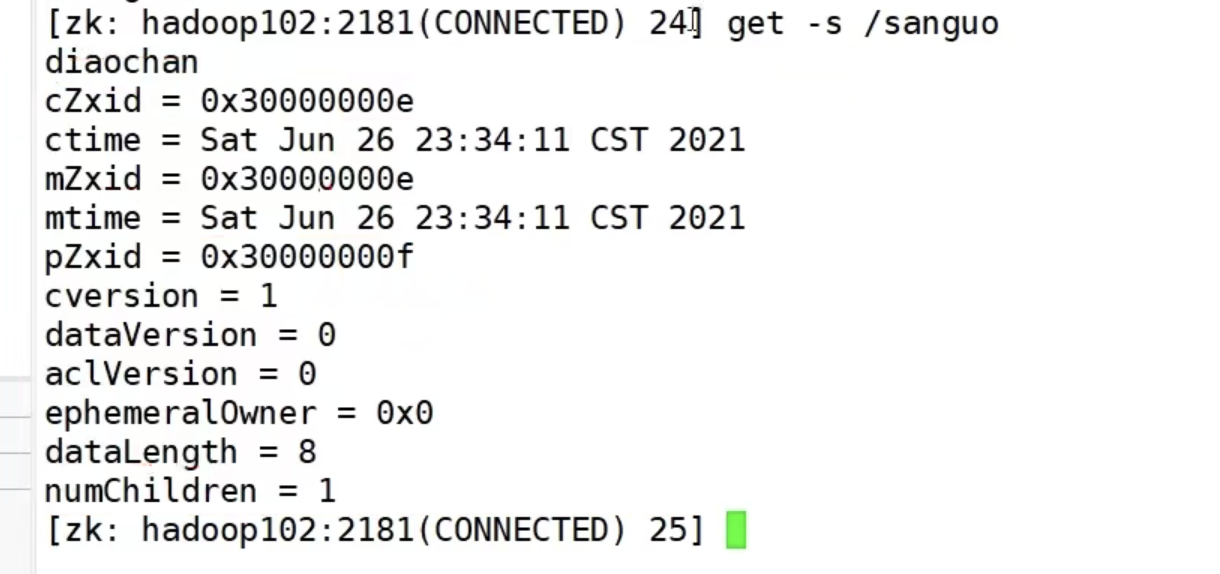 [zk: hadoop102:2181(CONNECTED) 24] get -s /sanguo
diaochan
cZxid = 0x30000000e
ctime = Sat Jun 26 23:34:11 CST 2021
mZxid = 0x30000000e
mtime = Sat Jun 26 23:34:11 CST 2021
pZxid = 0x30000000f
cversion = 1
dataVersion = 0
aclVersion = 0
ephemeralOwner = 0x0
dataLength = 8
numChildren = 1
[zk: hadoop102:2181(CONNECTED) 25]